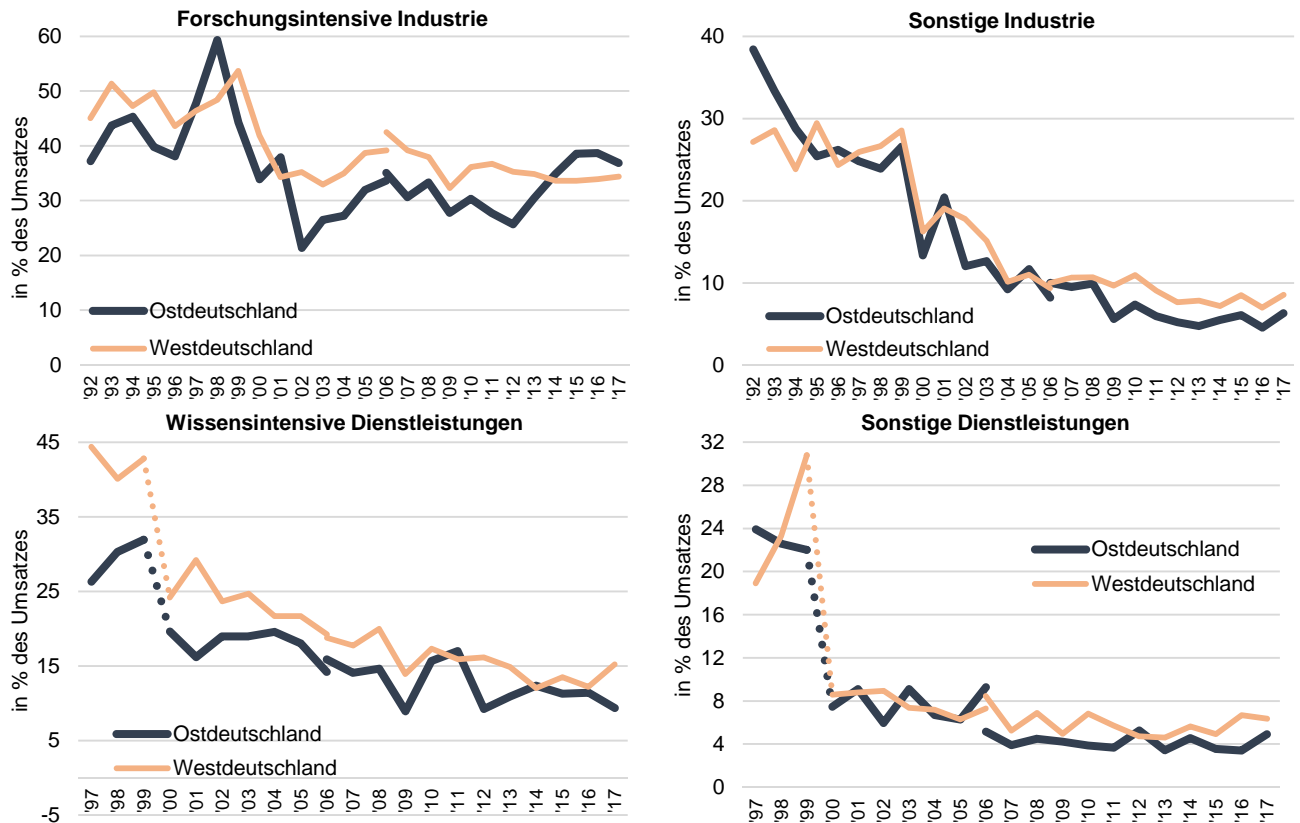 Forschungsintensive Industrie
in % des Umsatzes
60
50
40
30
20
10
0
Ostdeutschland
Westdeutschland
'92 '93 '94 '95 '96 '97 '98 '99 '00 '01 '02 '03 '04 '05 '06 '07 '08 '09 '10 '11 '12 '13 '14 '15 '16 '17
Sonstige Industrie
in % des Umsatzes
40
30
20
10
0
Ostdeutschland
Westdeutschland
'92 '93 '94 '95 '96 '97 '98 '99 '00 '01 '02 '03 '04 '05 '06 '07 '08 '09 '10 '11 '12 '13 '14 '15 '16 '17
Wissensintensive Dienstleistungen
in % des Umsatzes
45
35
25
15
5
-5
Ostdeutschland
Westdeutschland
'97 '98 '99 '00 '01 '02 '03 '04 '05 '06 '07 '08 '09 '10 '11 '12 '13 '14 '15 '16 '17
Sonstige Dienstleistungen
in % des Umsatzes
32
28
24
20
16
12
8
4
0
Ostdeutschland
Westdeutschland
'97 '98 '99 '00 '01 '02 '03 '04 '05 '06 '07 '08 '09 '10 '11 '12 '13 '14 '15 '16 '17